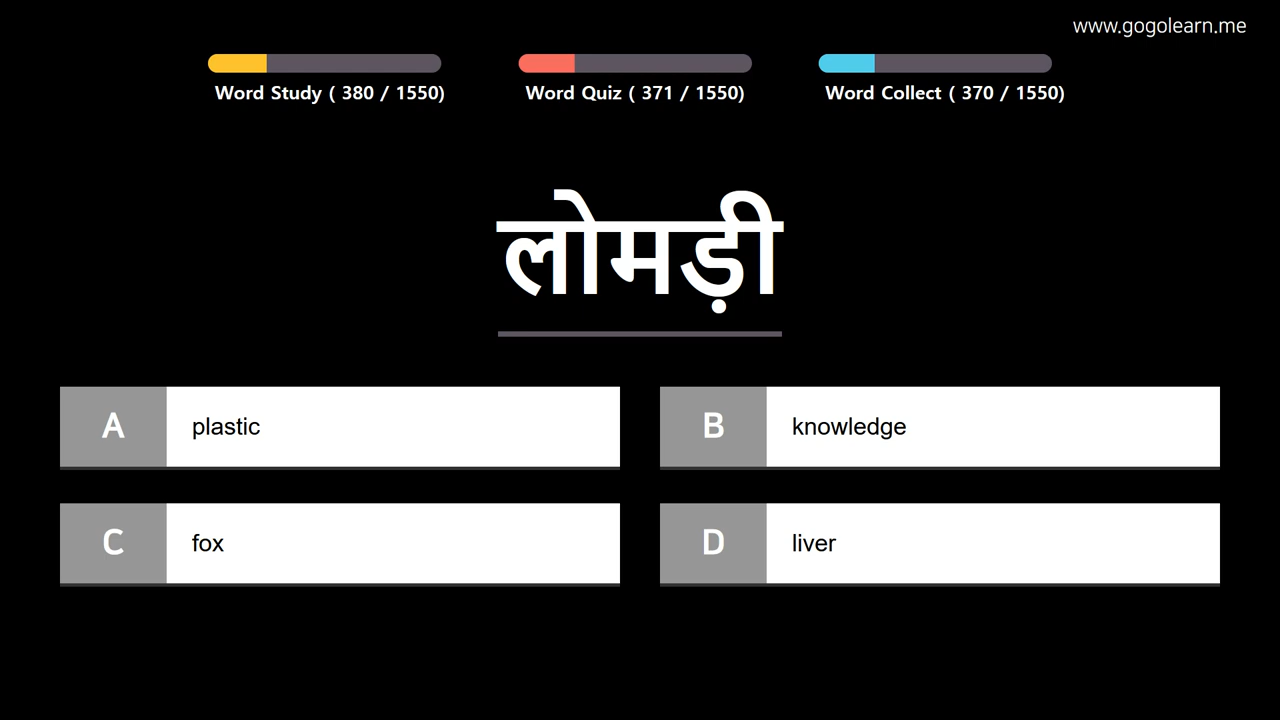 www.gogolearn.me
Word Study ( 380 / 1550)
Word Quiz ( 371 / 1550)
Word Collect ( 370 / 1550)
लोमड़ी
A plastic
B knowledge
C fox
D liver